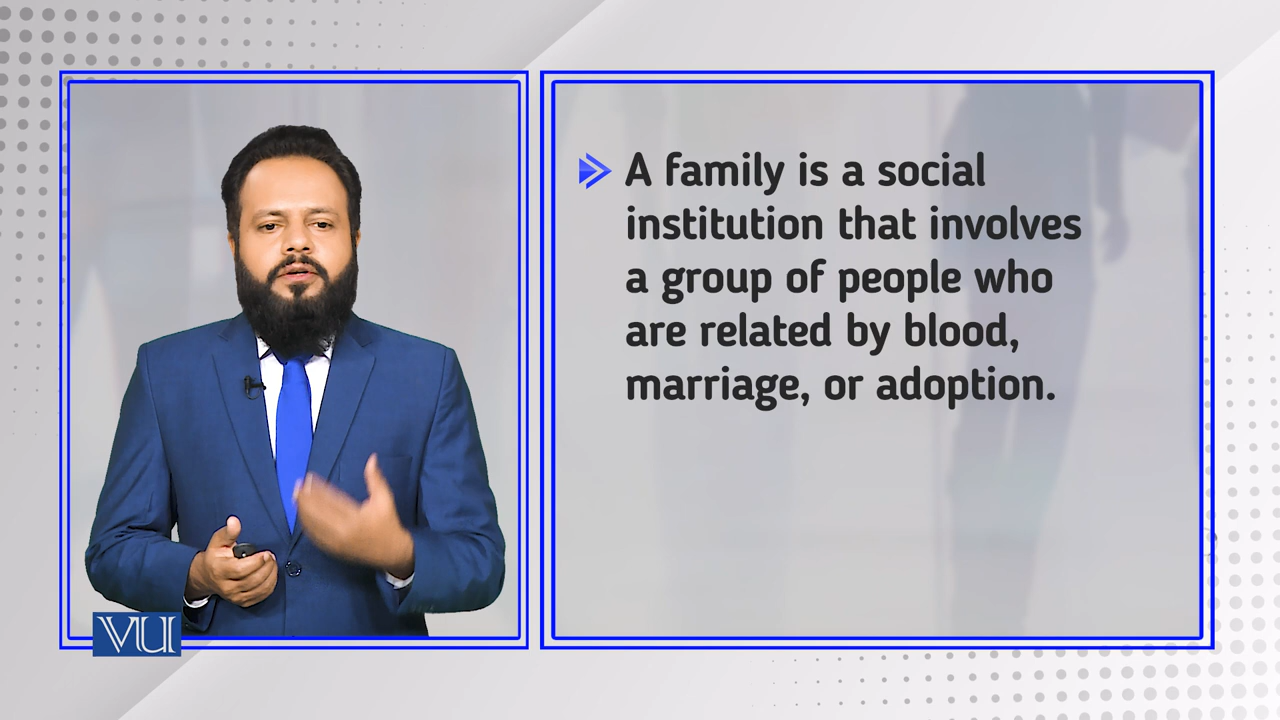 A family is a social
institution that involves
a group of people who
are related by blood,
marriage, or adoption.
VU